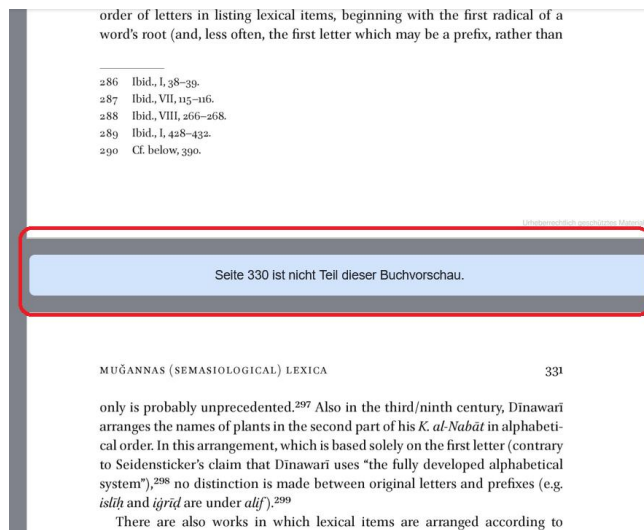 order of letters in listing lexical items, beginning with the first radical of a
word's root (and, less often, the first letter which may be a prefix, rather than
286 Ibid., I, 38–39.
287 Ibid., VII, 115–116.
288 Ibid., VIII, 266–268.
289 Ibid., I, 428–432.
290 Cf. below, 390.
Urheberrechtlich geschütztes Material
Seite 330 ist nicht Teil dieser Buchvorschau.
MUǦANNAS (SEMASIOLOGICAL) LEXICA 331
only is probably unprecedented.²⁹⁷ Also in the third/ninth century, Dīnawarī
arranges the names of plants in the second part of his K. al-Nabāt in alphabeti-
cal order. In this arrangement, which is based solely on the first letter (contrary
to Seidensticker's claim that Dīnawarī uses "the fully developed alphabetical
system"),²⁹⁸ no distinction is made between original letters and prefixes (e.g.
islīḥ and iġrīḍ are under alif).²⁹⁹
There are also works in which lexical items are arranged according to